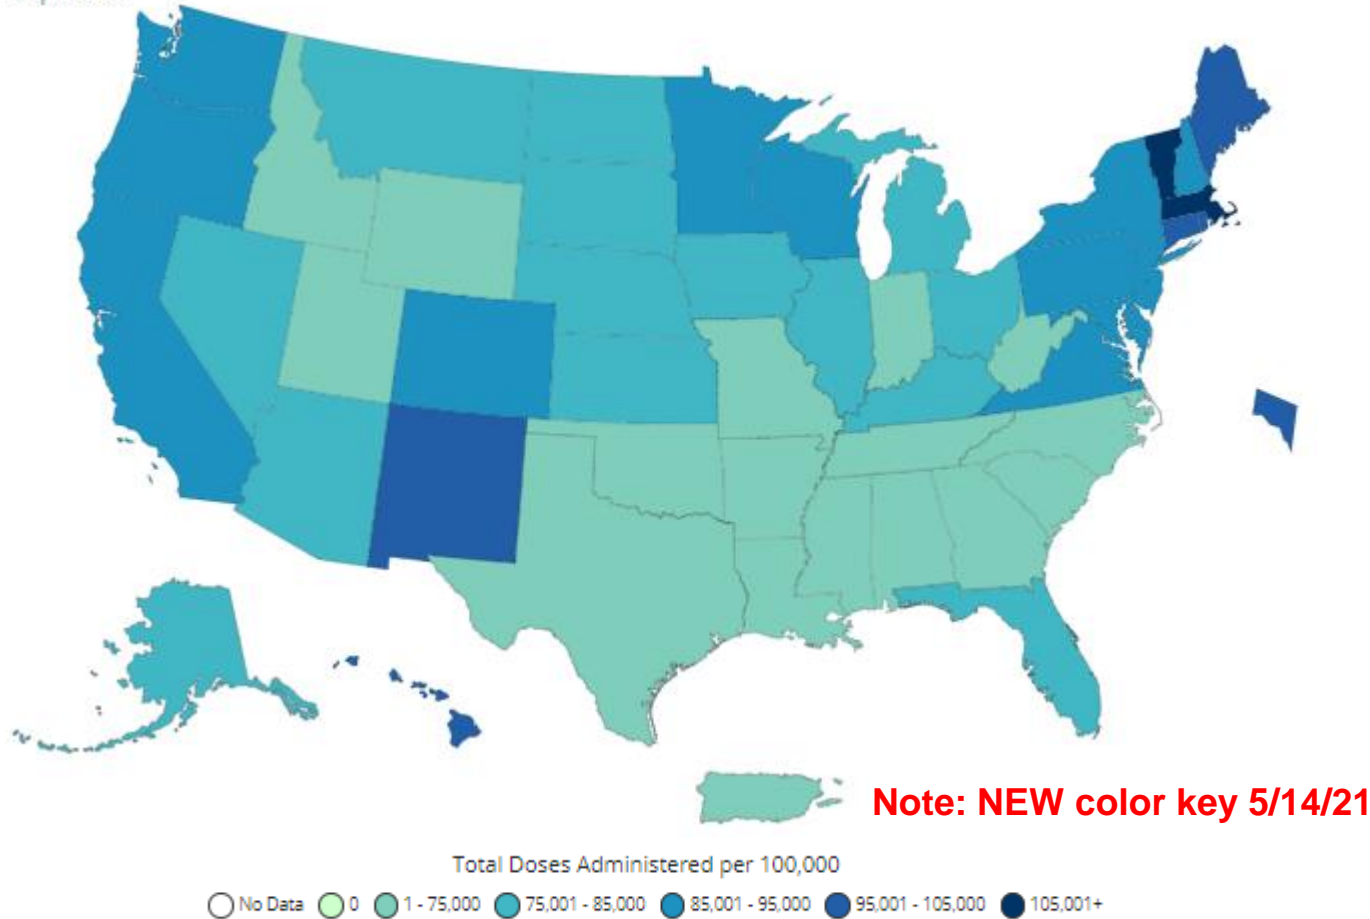 Note: NEW color key 5/14/21
Total Doses Administered per 100,000
No Data 0 1 - 75,000 75,001 - 85,000 85,001 - 95,000 95,001 - 105,000 105,001+